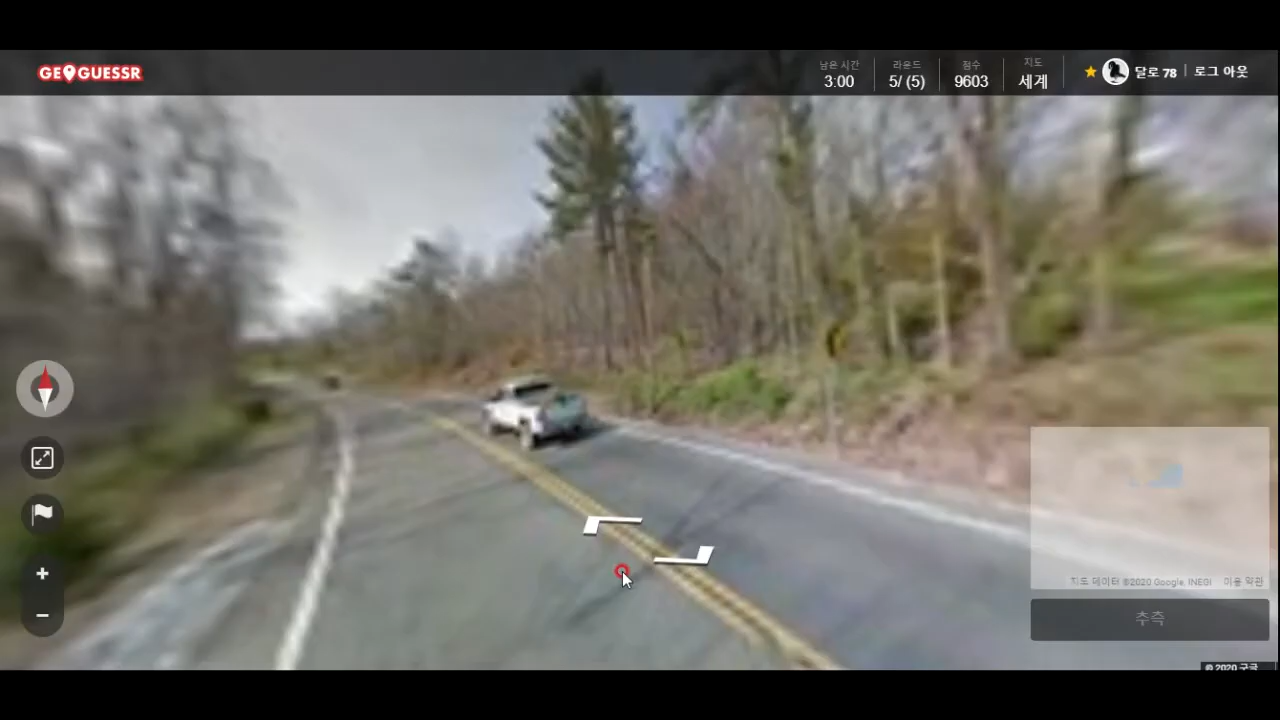 GEOGUESSR
남은 시간
3:00
라운드
5/ (5)
점수
9603
지도
세계
달로 78 | 로그 아웃
지도 데이터 ©2020 Google, INEGI 이용 약관
추측
© 2020 구글